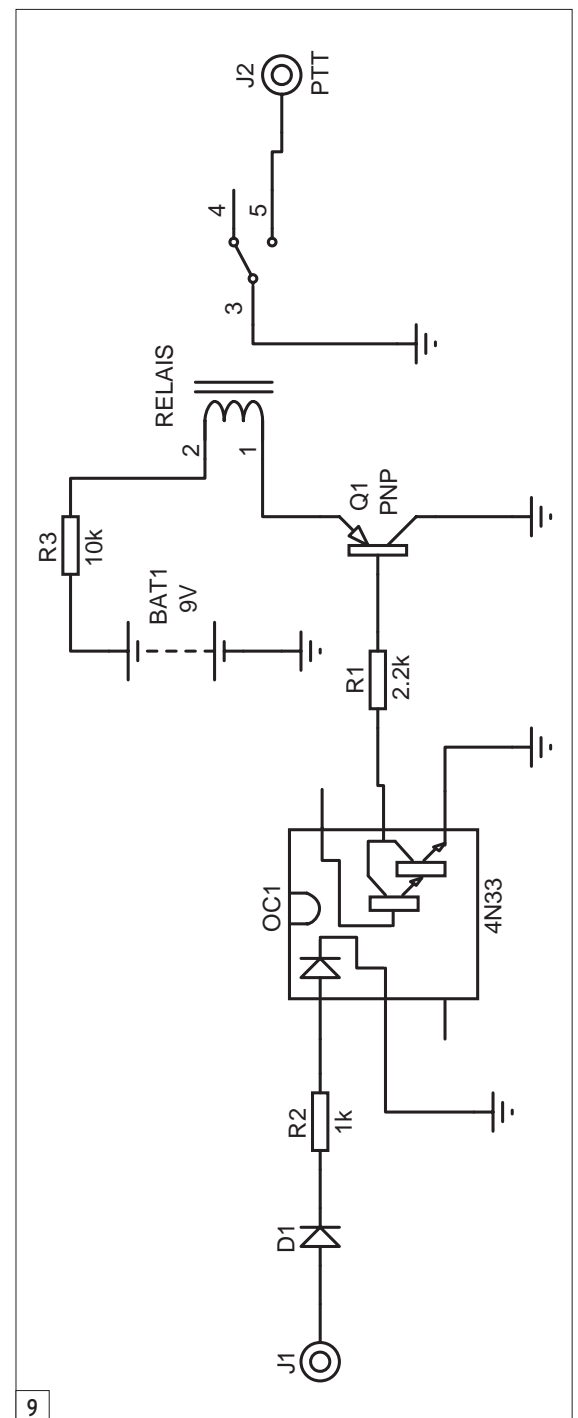 J2
PTT
4
5
3
RELAIS
2
1
R3
10k
BAT1
9V
Q1
PNP
R1
2.2k
OC1
4N33
R2
1k
D1
J1
9